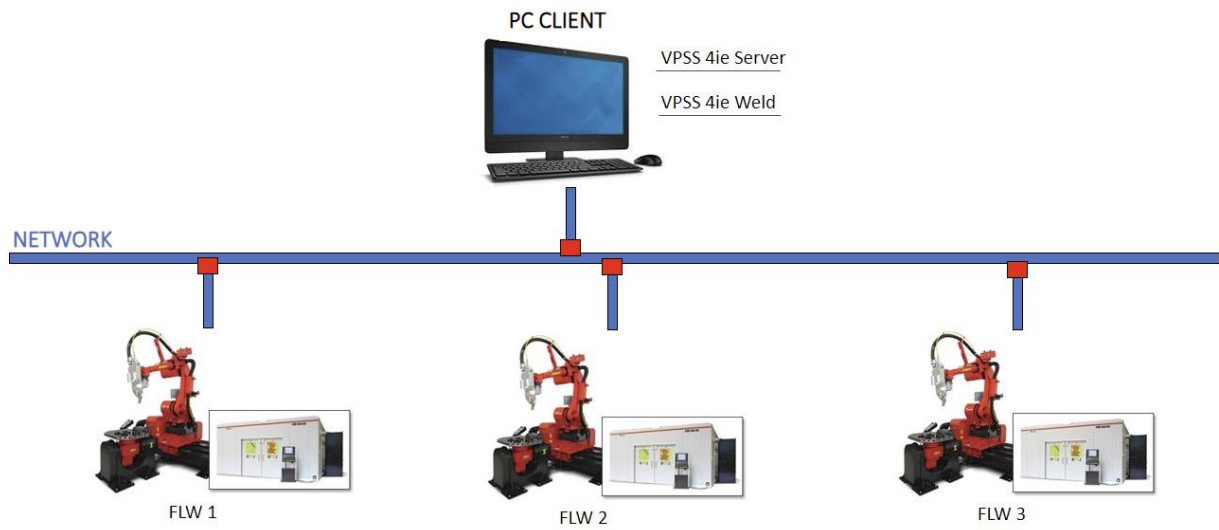 PC CLIENT
VPSS 4ie Server
VPSS 4ie Weld
NETWORK
FLW 1
FLW 2
FLW 3